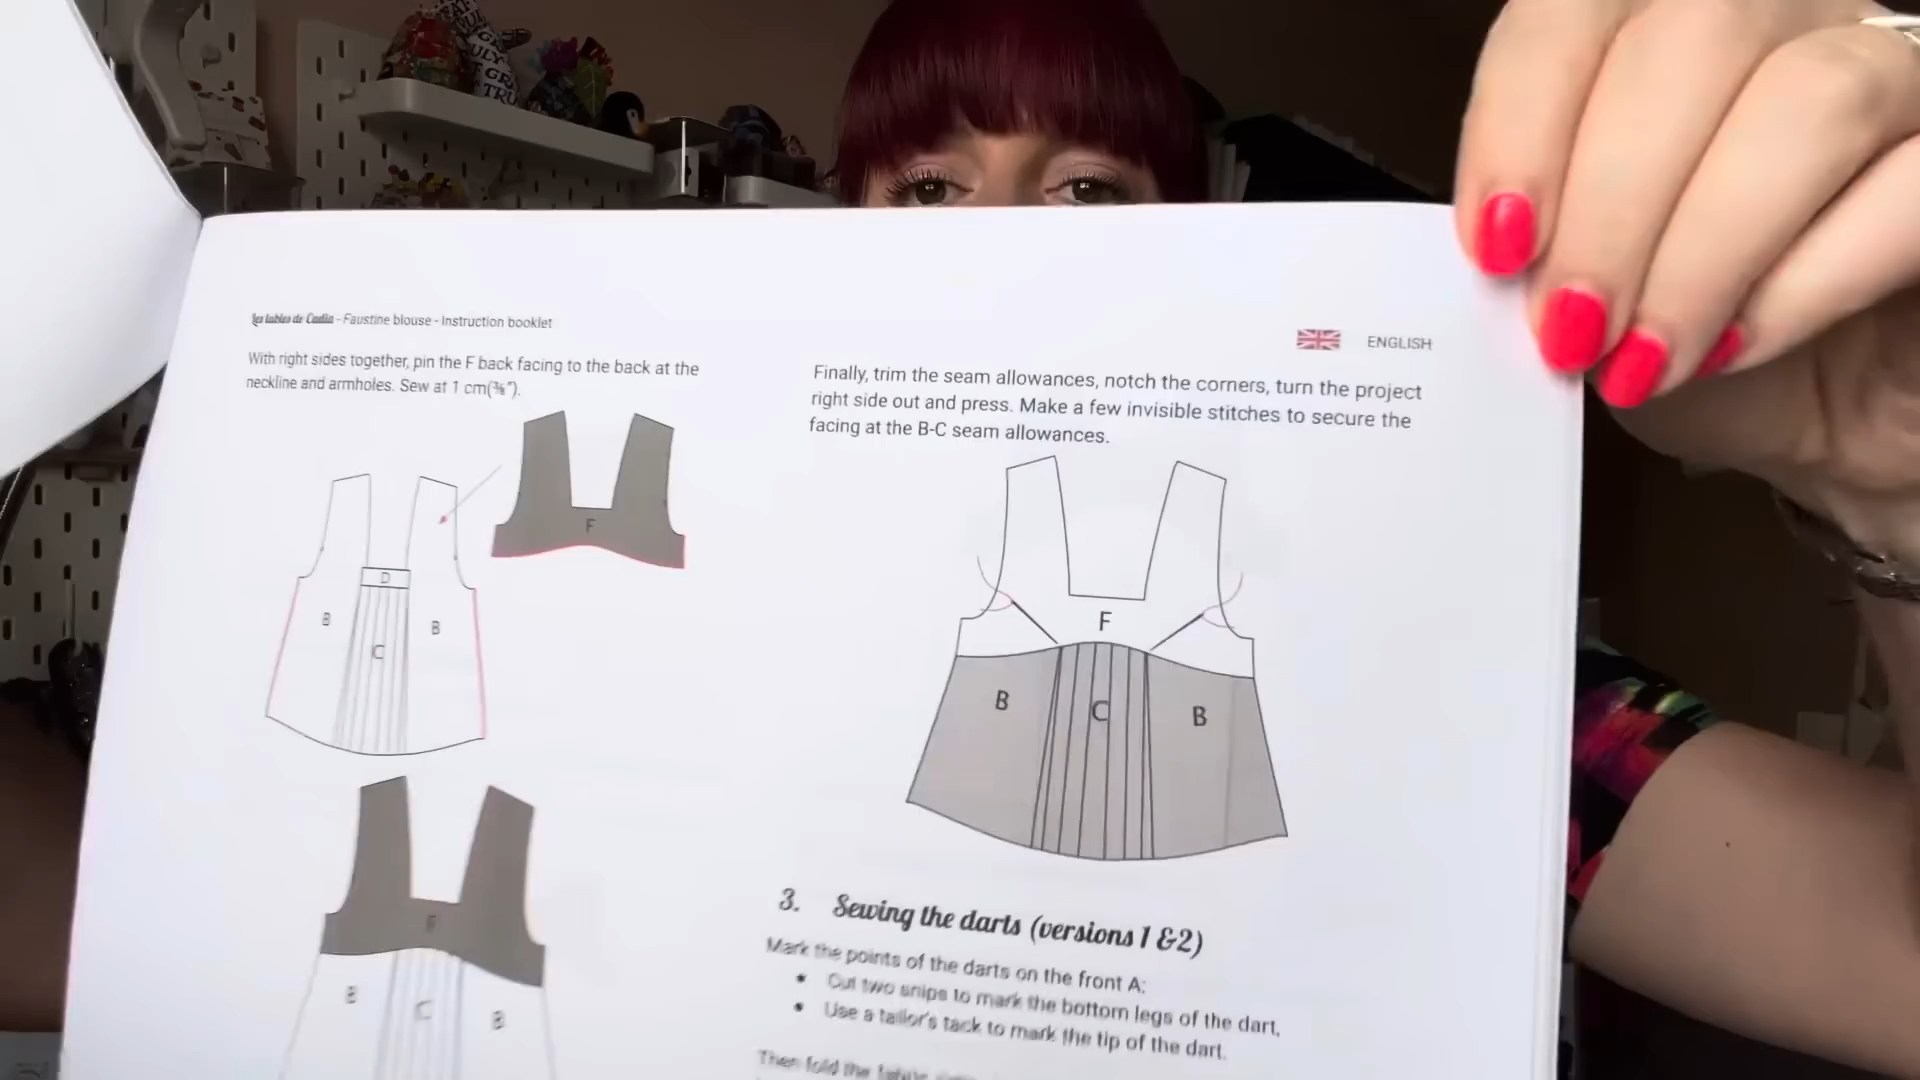 Les lubies de Cadia - Faustine blouse - Instruction booklet
ENGLISH
With right sides together, pin the F back facing to the back at the
neckline and armholes. Sew at 1 cm(⅜").
F
D
B
B
C
F
B
C
B
Finally, trim the seam allowances, notch the corners, turn the project
right side out and press. Make a few invisible stitches to secure the
facing at the B-C seam allowances.
F
B
C
B
3. Sewing the darts (versions 1 &2)
Mark the points of the darts on the front A:
• Cut two snips to mark the bottom legs of the dart,
• Use a tailor's tack to mark the tip of the dart.
Then fold the fabric